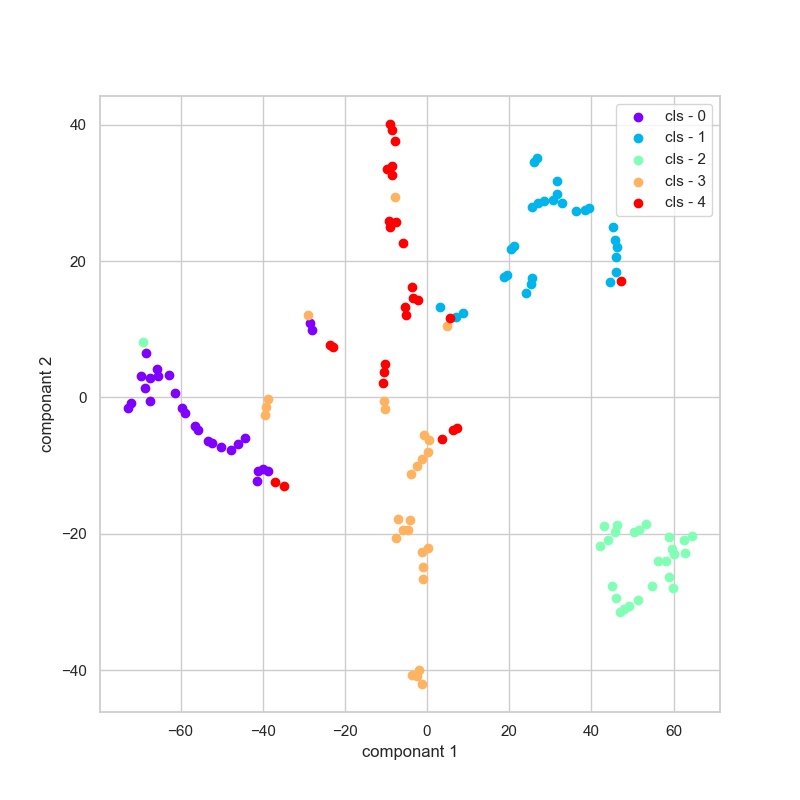 cls - 0
cls - 1
cls - 2
cls - 3
cls - 4
40
20
0
−20
−40
componant 2
−60
−40
−20
0
20
40
60
componant 1